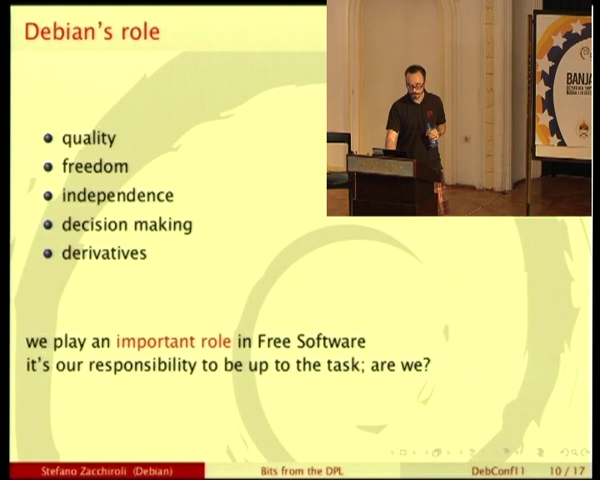 Debian's role
quality
freedom
independence
decision making
derivatives
we play an important role in Free Software
it's our responsibility to be up to the task; are we?
Stefano Zacchiroli (Debian)
Bits from the DPL
DebConf11
10 / 17
BANJA